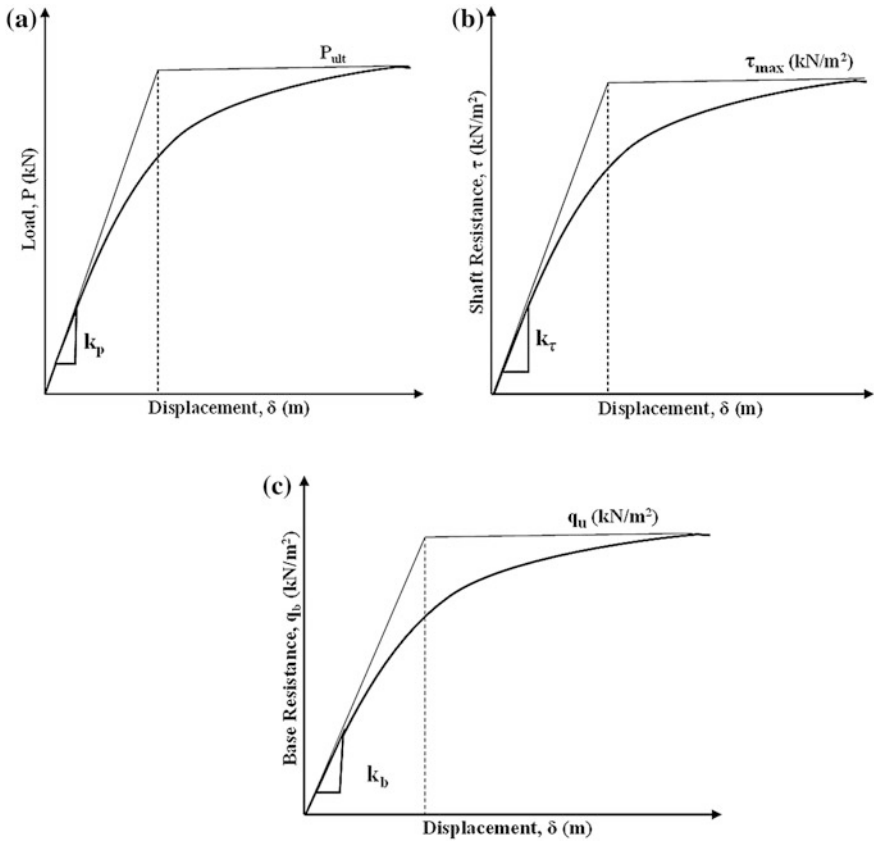 (a)
P_ult
Load, P (kN)
k_p
Displacement, δ (m)
(b)
τ_max (kN/m²)
Shaft Resistance, τ (kN/m²)
k_τ
Displacement, δ (m)
(c)
q_u (kN/m²)
Base Resistance, q_b (kN/m²)
k_b
Displacement, δ (m)